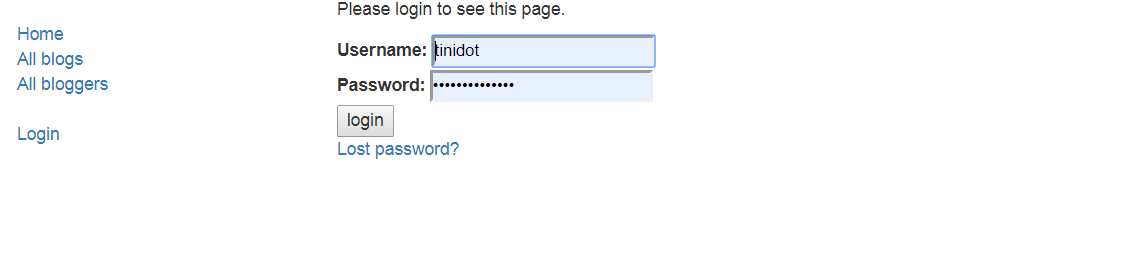 Please login to see this page.
Home
All blogs
All bloggers
Login
Username: tinidot
Password: ••••••••••••••
login
Lost password?